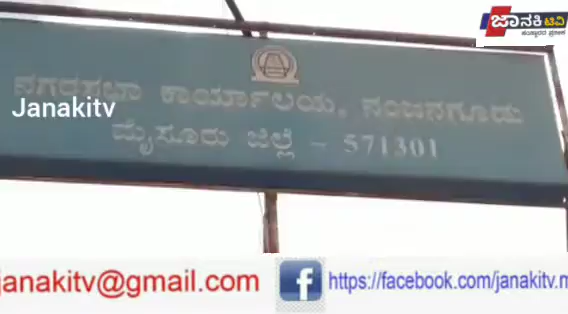 ಜಾನಕಿ ಟಿವಿ
ನಗರಸಭಾ ಕಾರ್ಯಾಲಯ, ನಂಜನಗೂಡು
Janakitv
ಮೈಸೂರು ಜಿಲ್ಲೆ - 571301
janakitv@gmail.com
f https://facebook.com/janakitv.m